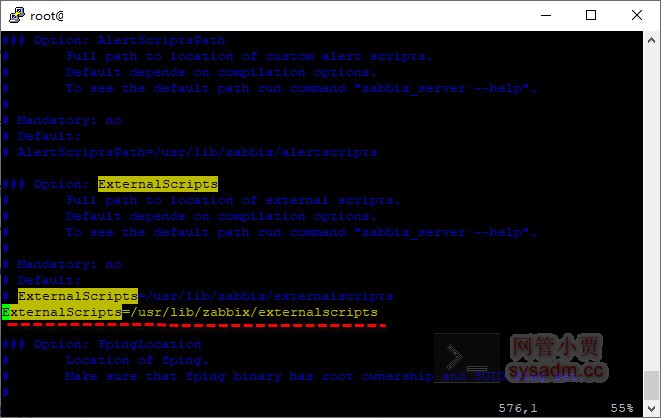 root@
### Option: AlertScriptsPath
# Full path to location of custom alert scripts.
# Default depends on compilation options.
# To see the default path run command "zabbix_server --help".
#
# Mandatory: no
# Default:
# AlertScriptsPath=/usr/lib/zabbix/alertscripts
### Option: ExternalScripts
# Full path to location of external scripts.
# Default depends on compilation options.
# To see the default path run command "zabbix_server --help".
#
# Mandatory: no
# Default:
# ExternalScripts=/usr/lib/zabbix/externalscripts
ExternalScripts=/usr/lib/zabbix/externalscripts
### Option: FpingLocation
# Location of fping.
# Make sure that fping binary has root ownership and SUID
#
576,1 55%
>_
网管小贾
sysadm.cc